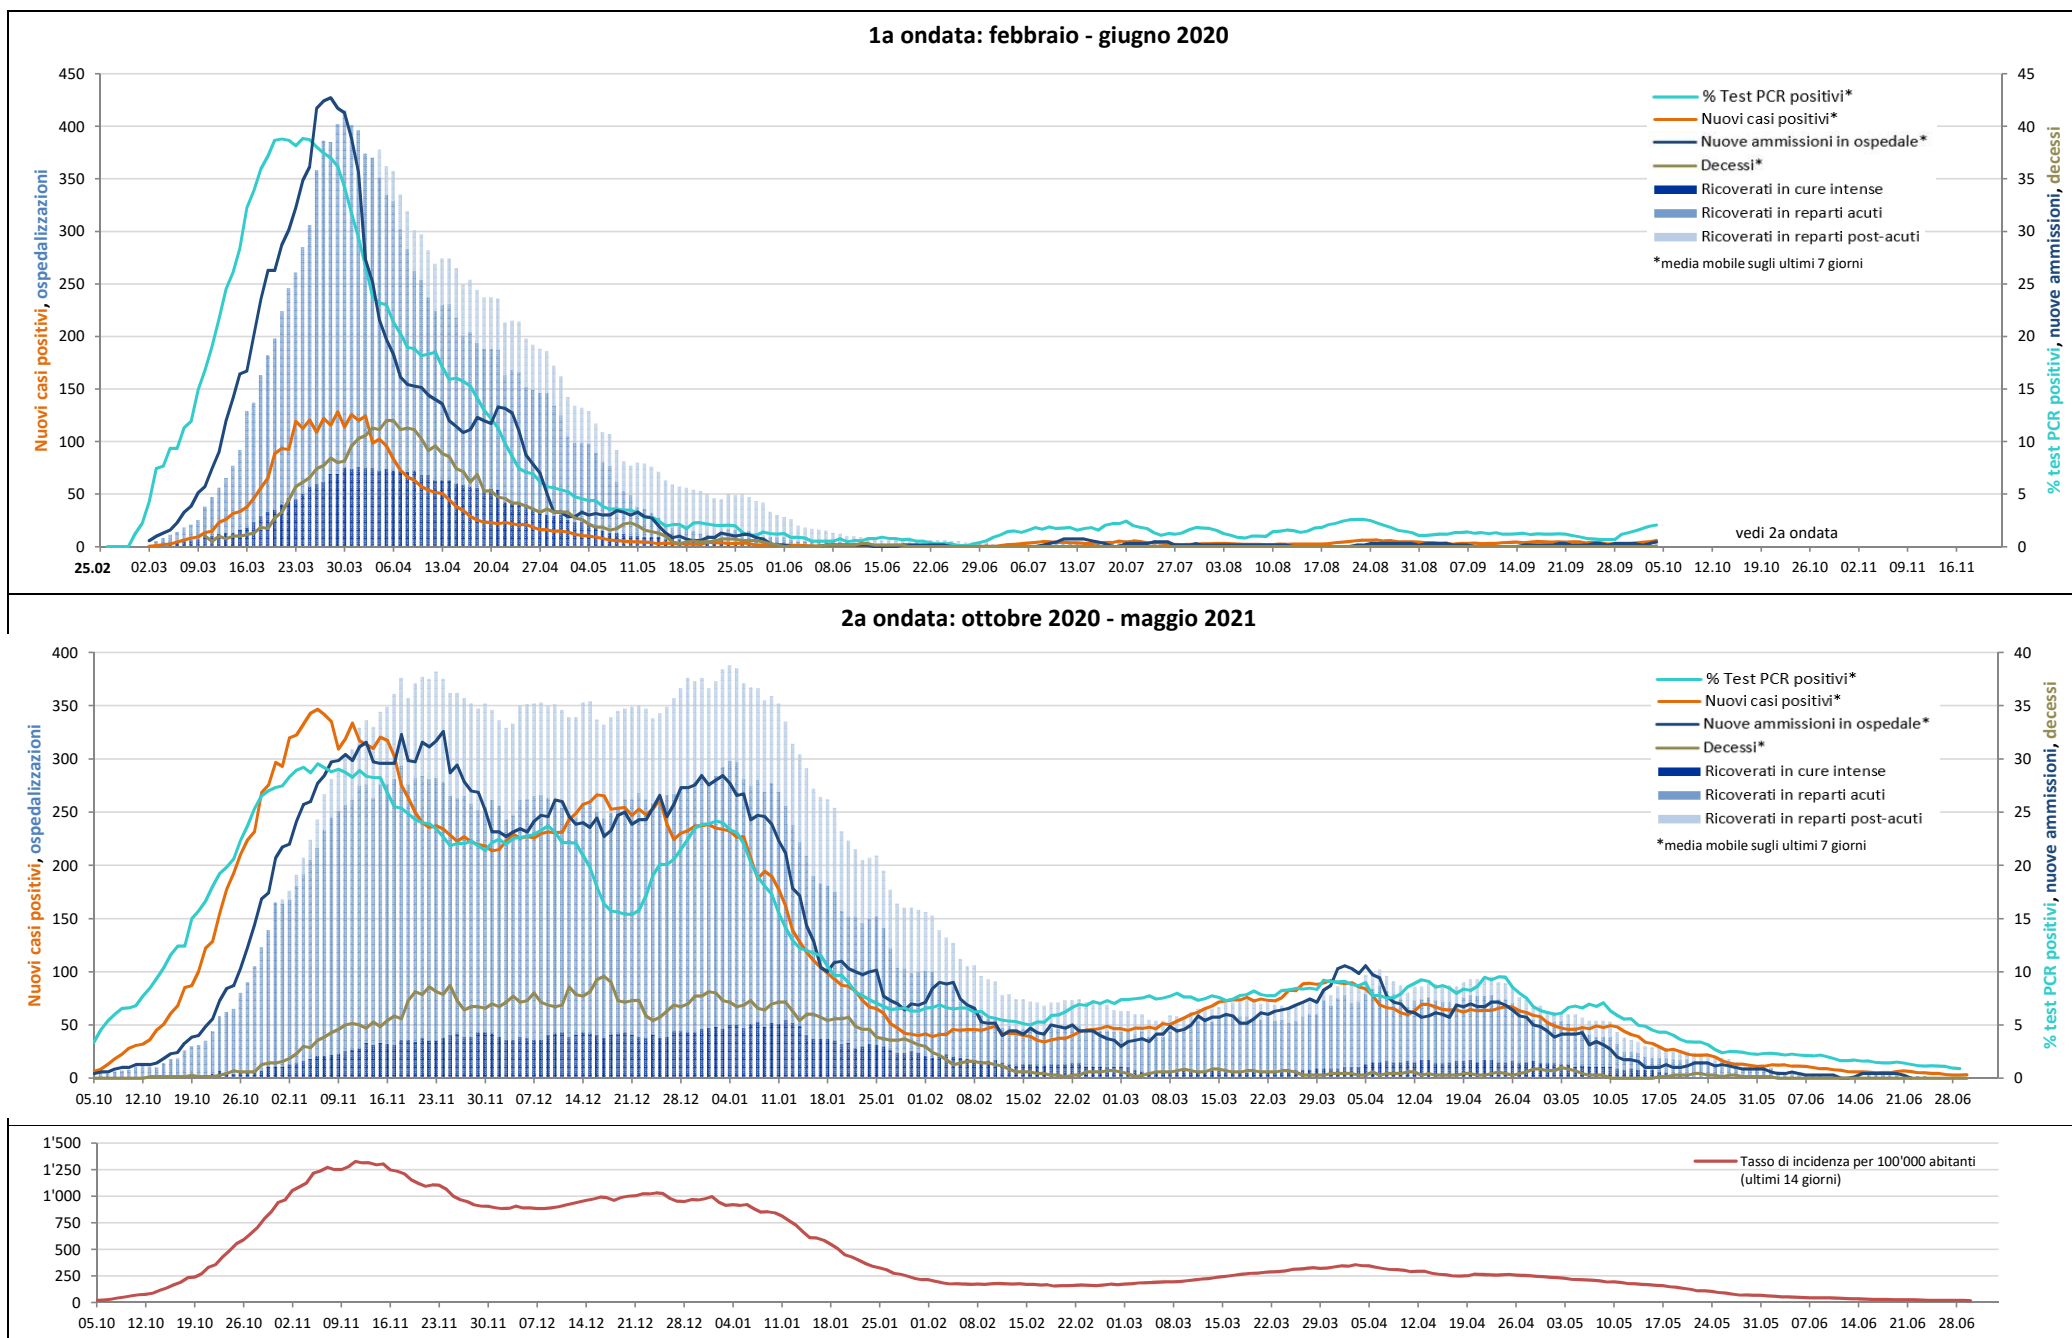 1a ondata: febbraio - giugno 2020
450
400
350
300
250
200
150
100
50
0
45
40
35
30
25
20
15
10
5
0
Nuovi casi positivi, ospedalizzazioni
% test PCR positivi, nuove ammissioni, decessi
% Test PCR positivi*
Nuovi casi positivi*
Nuove ammissioni in ospedale*
Decessi*
Ricoverati in cure intense
Ricoverati in reparti acuti
Ricoverati in reparti post-acuti
*media mobile sugli ultimi 7 giorni
vedi 2a ondata
25.02 02.03 09.03 16.03 23.03 30.03 06.04 13.04 20.04 27.04 04.05 11.05 18.05 25.05 01.06 08.06 15.06 22.06 29.06 06.07 13.07 20.07 27.07 03.08 10.08 17.08 24.08 31.08 07.09 14.09 21.09 28.09 05.10 12.10 19.10 26.10 02.11 09.11 16.11
2a ondata: ottobre 2020 - maggio 2021
400
350
300
250
200
150
100
50
0
40
35
30
25
20
15
10
5
0
Nuovi casi positivi, ospedalizzazioni
% test PCR positivi, nuove ammissioni, decessi
% Test PCR positivi*
Nuovi casi positivi*
Nuove ammissioni in ospedale*
Decessi*
Ricoverati in cure intense
Ricoverati in reparti acuti
Ricoverati in reparti post-acuti
*media mobile sugli ultimi 7 giorni
05.10 12.10 19.10 26.10 02.11 09.11 16.11 23.11 30.11 07.12 14.12 21.12 28.12 04.01 11.01 18.01 25.01 01.02 08.02 15.02 22.02 01.03 08.03 15.03 22.03 29.03 05.04 12.04 19.04 26.04 03.05 10.05 17.05 24.05 31.05 07.06 14.06 21.06 28.06
1'500
1'250
1'000
750
500
250
0
Tasso di incidenza per 100'000 abitanti
(ultimi 14 giorni)
05.10 12.10 19.10 26.10 02.11 09.11 16.11 23.11 30.11 07.12 14.12 21.12 28.12 04.01 11.01 18.01 25.01 01.02 08.02 15.02 22.02 01.03 08.03 15.03 22.03 29.03 05.04 12.04 19.04 26.04 03.05 10.05 17.05 24.05 31.05 07.06 14.06 21.06 28.06